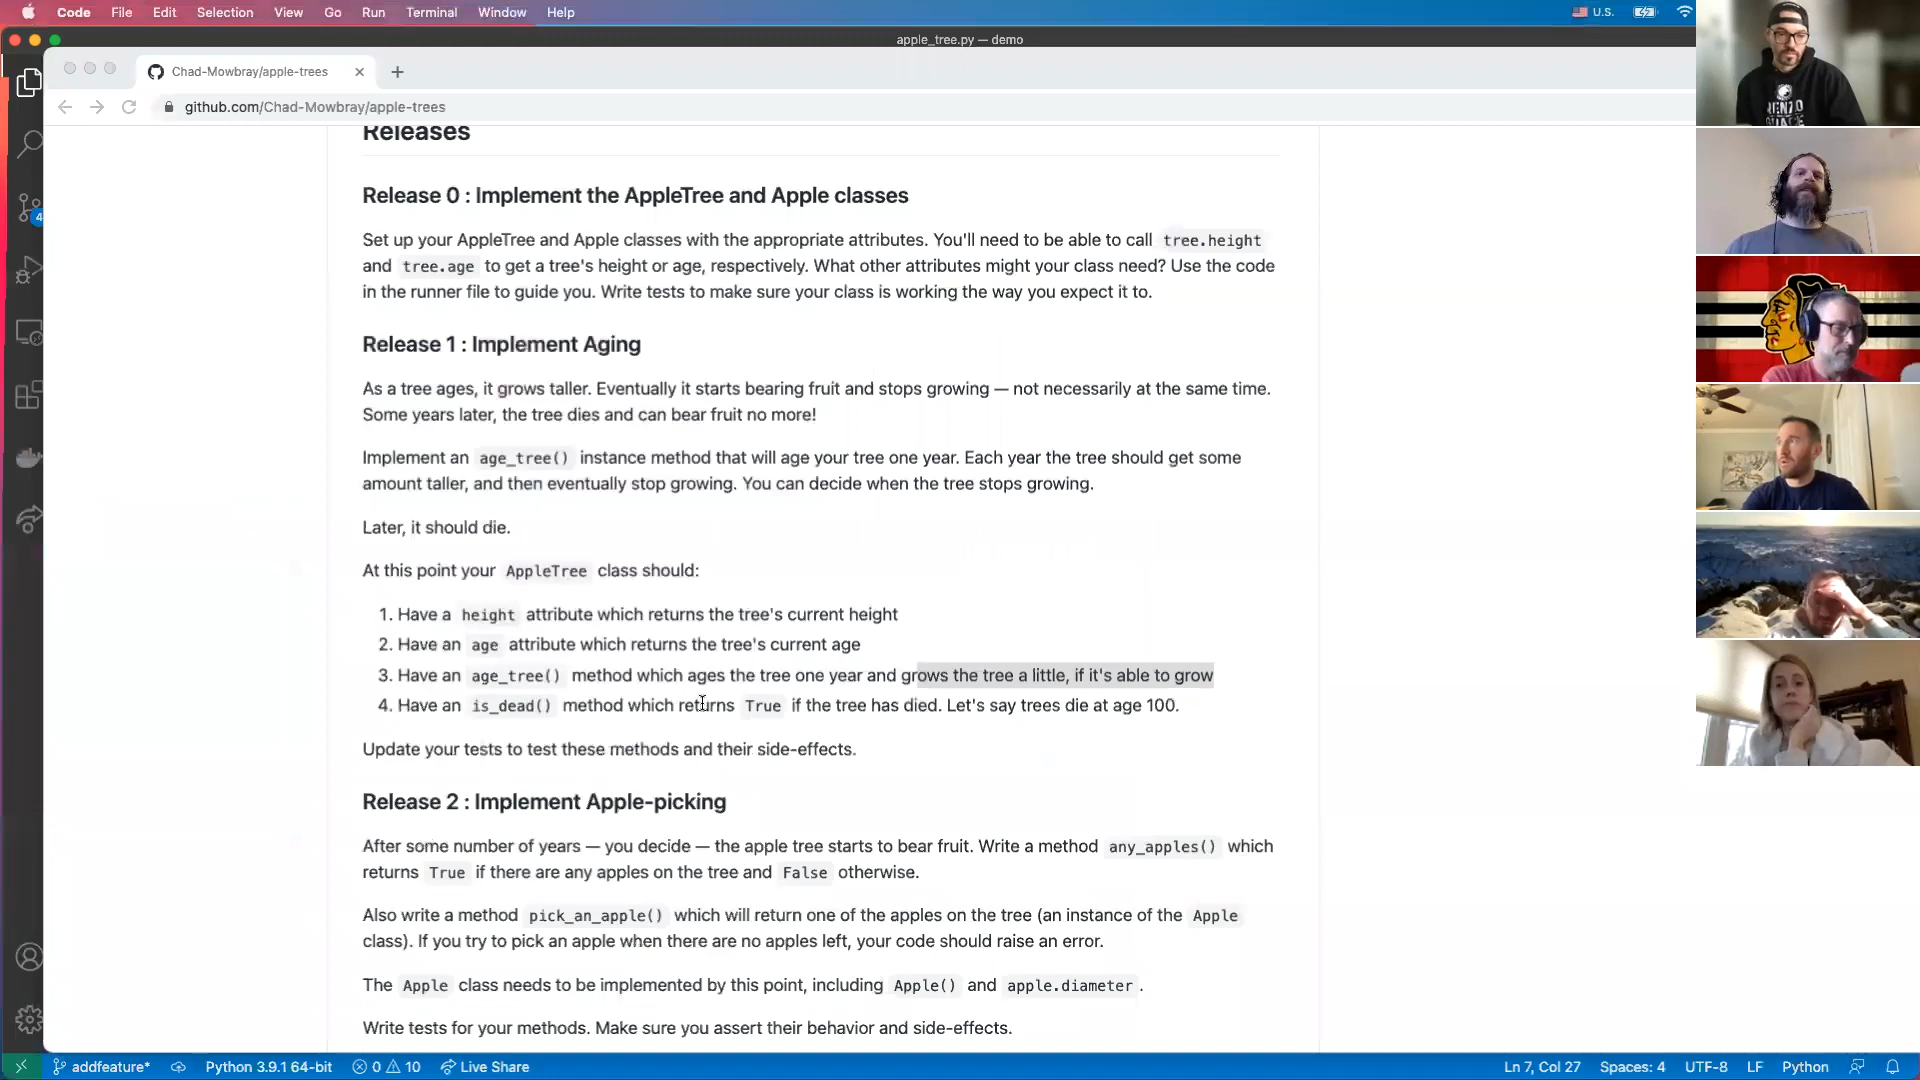 Code File Edit Selection View Go Run Terminal Window Help U.S.
apple_tree.py — demo
Chad-Mowbray/apple-trees
github.com/Chad-Mowbray/apple-trees
Releases
Release 0 : Implement the AppleTree and Apple classes
Set up your AppleTree and Apple classes with the appropriate attributes. You'll need to be able to call tree.height
and tree.age to get a tree's height or age, respectively. What other attributes might your class need? Use the code
in the runner file to guide you. Write tests to make sure your class is working the way you expect it to.
Release 1 : Implement Aging
As a tree ages, it grows taller. Eventually it starts bearing fruit and stops growing — not necessarily at the same time.
Some years later, the tree dies and can bear fruit no more!
Implement an age_tree() instance method that will age your tree one year. Each year the tree should get some
amount taller, and then eventually stop growing. You can decide when the tree stops growing.
Later, it should die.
At this point your AppleTree class should:
1. Have a height attribute which returns the tree's current height
2. Have an age attribute which returns the tree's current age
3. Have an age_tree() method which ages the tree one year and grows the tree a little, if it's able to grow
4. Have an is_dead() method which returns True if the tree has died. Let's say trees die at age 100.
Update your tests to test these methods and their side-effects.
Release 2 : Implement Apple-picking
After some number of years — you decide — the apple tree starts to bear fruit. Write a method any_apples() which
returns True if there are any apples on the tree and False otherwise.
Also write a method pick_an_apple() which will return one of the apples on the tree (an instance of the Apple
class). If you try to pick an apple when there are no apples left, your code should raise an error.
The Apple class needs to be implemented by this point, including Apple() and apple.diameter .
Write tests for your methods. Make sure you assert their behavior and side-effects.
4
addfeature* Python 3.9.1 64-bit 0 10 Live Share Ln 7, Col 27 Spaces: 4 UTF-8 LF Python